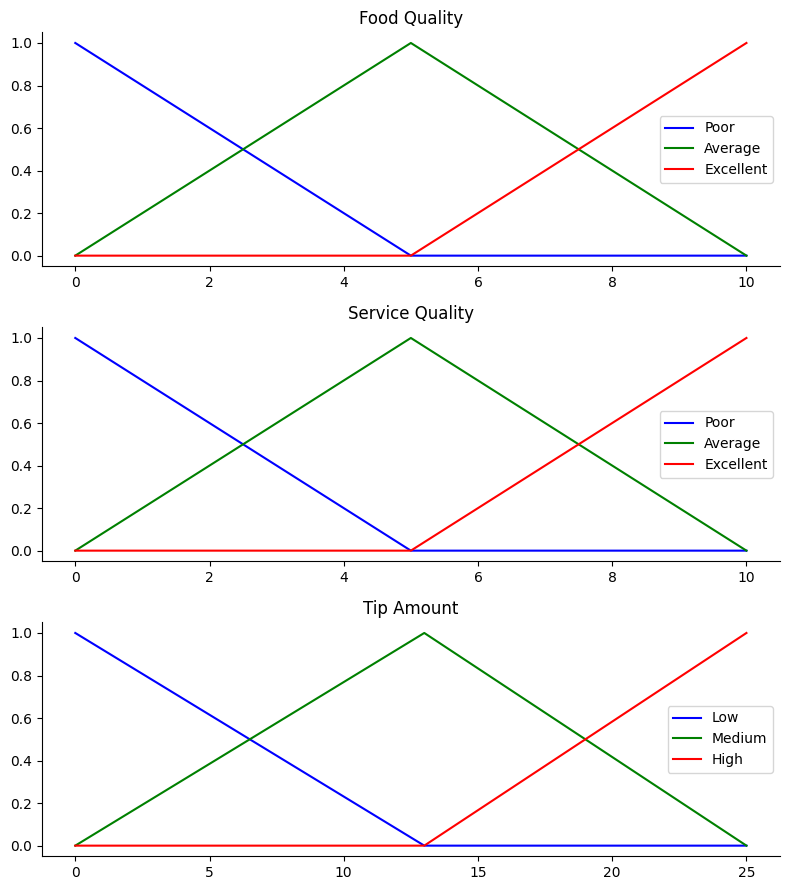 Food Quality
1.0
0.8
0.6
0.4
0.2
0.0
Poor
Average
Excellent
0 2 4 6 8 10
Service Quality
1.0
0.8
0.6
0.4
0.2
0.0
Poor
Average
Excellent
0 2 4 6 8 10
Tip Amount
1.0
0.8
0.6
0.4
0.2
0.0
Low
Medium
High
0 5 10 15 20 25